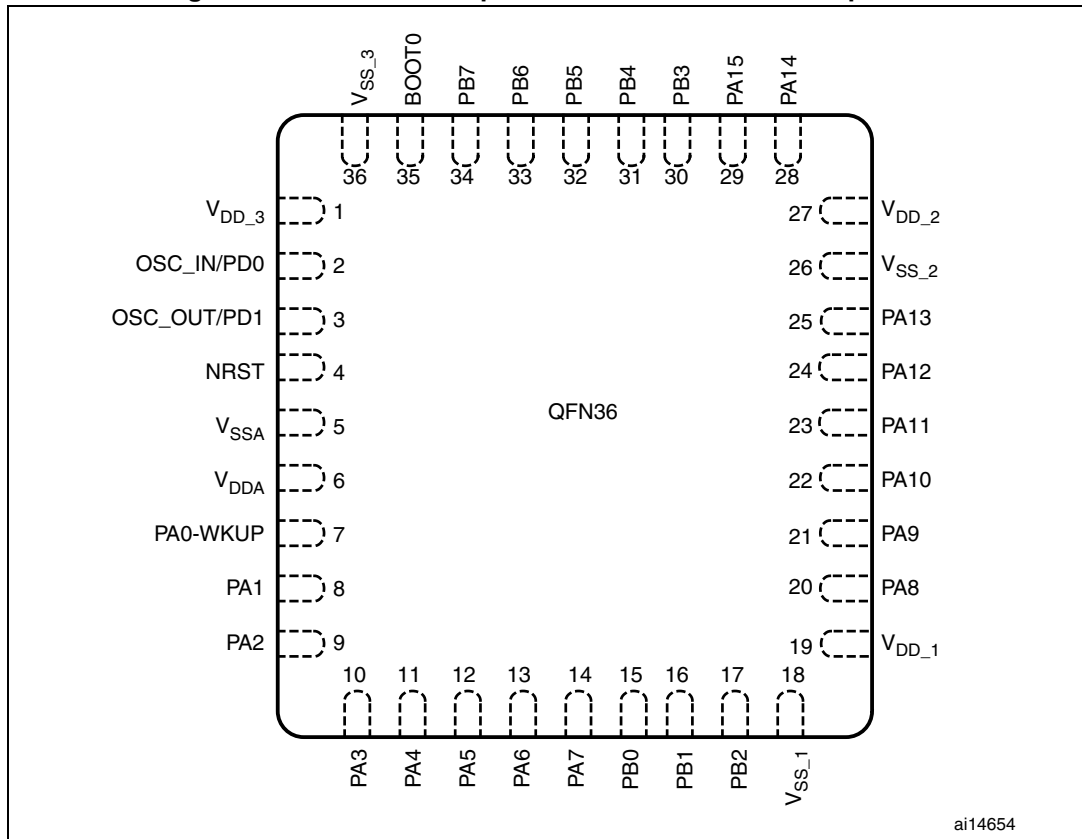 VSS_3
BOOT0
PB7
PB6
PB5
PB4
PB3
PA15
PA14
36 35 34 33 32 31 30 29 28
VDD_3 1 27 VDD_2
OSC_IN/PD0 2 26 VSS_2
OSC_OUT/PD1 3 25 PA13
NRST 4 24 PA12
VSSA 5 QFN36 23 PA11
VDDA 6 22 PA10
PA0-WKUP 7 21 PA9
PA1 8 20 PA8
PA2 9 19 VDD_1
10 11 12 13 14 15 16 17 18
PA3
PA4
PA5
PA6
PA7
PB0
PB1
PB2
VSS_1
ai14654